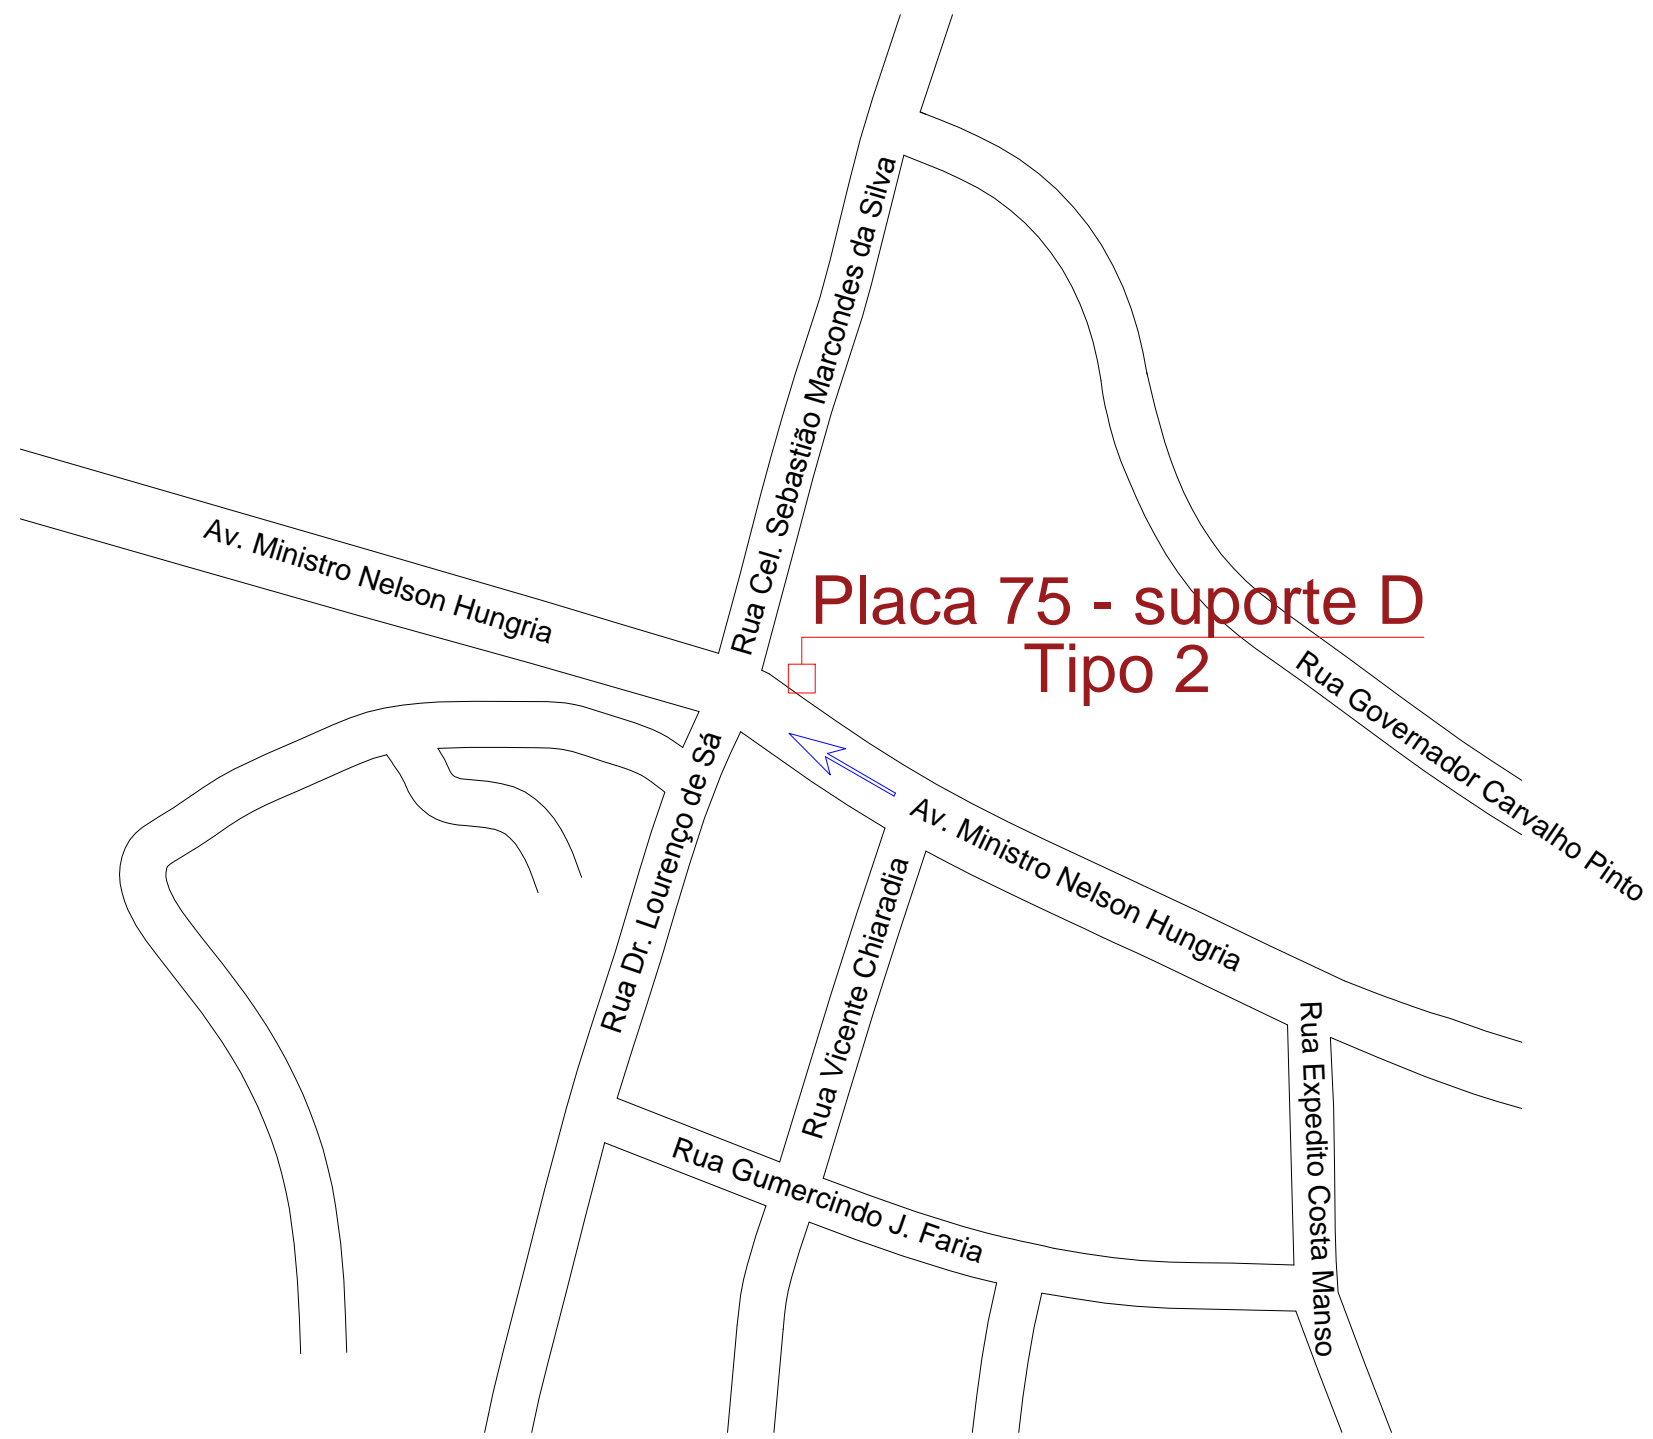 Rua Cel. Sebastião Marcondes da Silva
Av. Ministro Nelson Hungria
Placa 75 - suporte D
Tipo 2
Rua Governador Carvalho Pinto
Rua Dr. Lourenço de Sá
Av. Ministro Nelson Hungria
Rua Vicente Chiaradia
Rua Expedito Costa Manso
Rua Gumercindo J. Faria